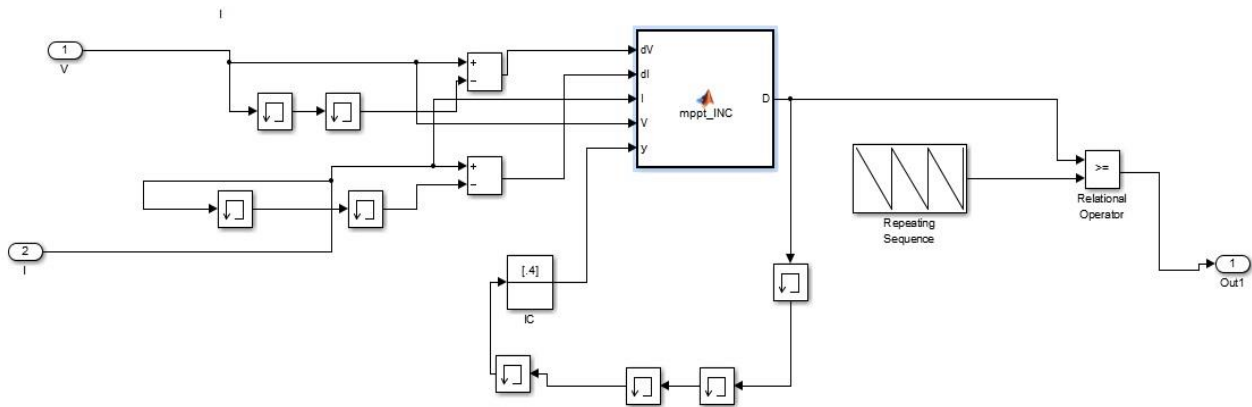 I
1
V
+
−
dV
dI
I
V
y
mppt_INC
D
+
−
2
I
[.4]
IC
Repeating
Sequence
>=
Relational
Operator
1
Out1